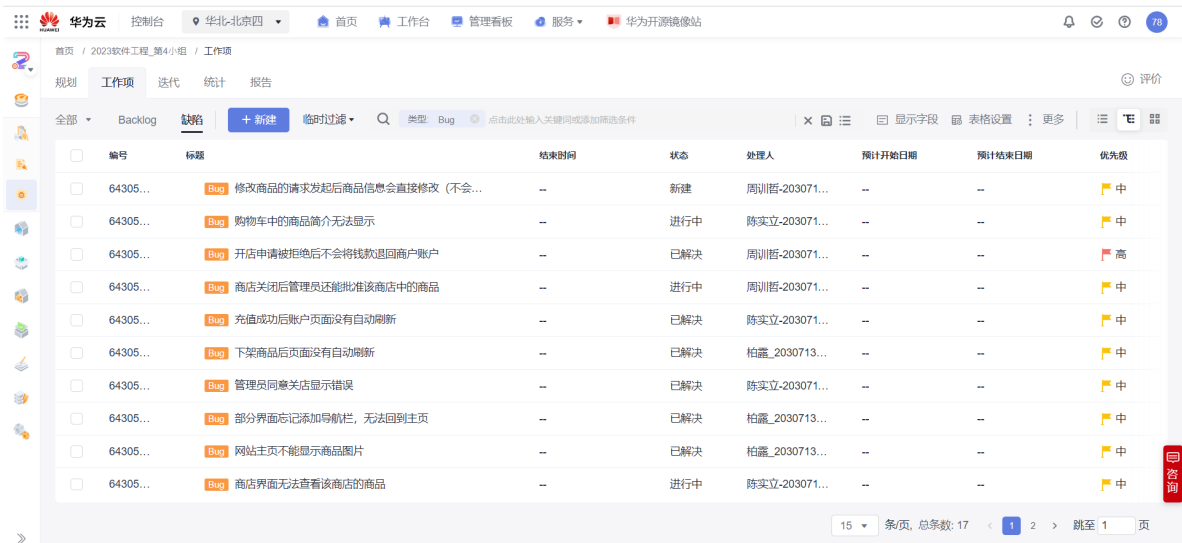 HUAWEI 华为云 控制台 华北-北京四 首页 工作台 管理看板 服务 华为开源镜像站 78
首页 / 2023软件工程_第4小组 / 工作项
规划 工作项 迭代 统计 报告 评价
全部 Backlog 缺陷 + 新建 临时过滤 类型: Bug 点击此处输入关键词或添加筛选条件 显示字段 表格设置 更多
编号 标题 结束时间 状态 处理人 预计开始日期 预计结束日期 优先级
64305... Bug 修改商品的请求发起后商品信息会直接修改（不会... -- 新建 周训哲-203071... -- -- 中
64305... Bug 购物车中的商品简介无法显示 -- 进行中 陈实立-203071... -- -- 中
64305... Bug 开店申请被拒绝后不会将钱款退回商户账户 -- 已解决 周训哲-203071... -- -- 高
64305... Bug 商店关闭后管理员还能批准该商店中的商品 -- 进行中 周训哲-203071... -- -- 中
64305... Bug 充值成功后账户页面没有自动刷新 -- 已解决 陈实立-203071... -- -- 中
64305... Bug 下架商品后页面没有自动刷新 -- 已解决 柏露_2030713... -- -- 中
64305... Bug 管理员同意关店显示错误 -- 已解决 陈实立-203071... -- -- 中
64305... Bug 部分界面忘记添加导航栏，无法回到主页 -- 已解决 柏露_2030713... -- -- 中
64305... Bug 网站主页不能显示商品图片 -- 已解决 柏露_2030713... -- -- 中
64305... Bug 商店界面无法查看该商店的商品 -- 进行中 陈实立-203071... -- -- 中
咨询
15 条/页, 总条数: 17 1 2 跳至 1 页